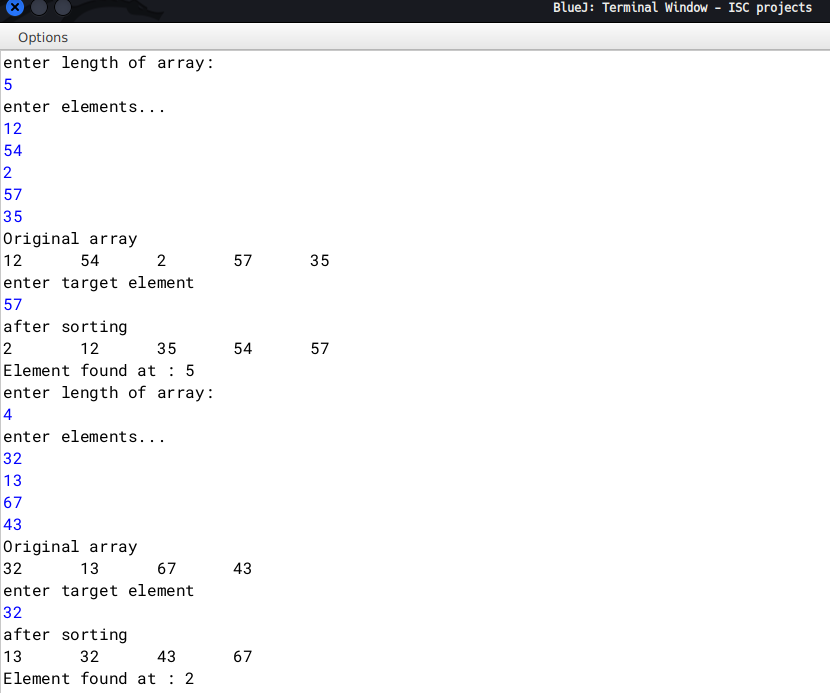 BlueJ: Terminal Window - ISC projects
Options
enter length of array:
5
enter elements...
12
54
2
57
35
Original array
12 54 2 57 35
enter target element
57
after sorting
2 12 35 54 57
Element found at : 5
enter length of array:
4
enter elements...
32
13
67
43
Original array
32 13 67 43
enter target element
32
after sorting
13 32 43 67
Element found at : 2